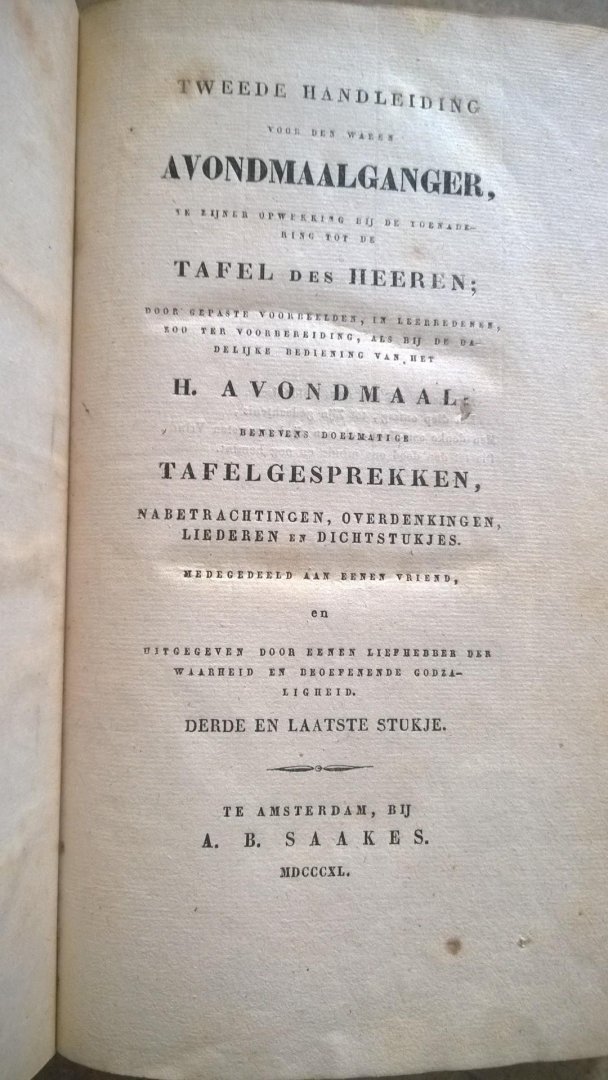 TWEEDE HANDLEIDING
VOOR DEN WAREN
AVONDMAALGANGER,
TE ZIJNER OPWEKKING BIJ DE TOENADE-
RING TOT DE
TAFEL DES HEEREN;
DOOR GEPASTE VOORBEELDEN, IN LEERREDENEN,
ZOO TER VOORBEREIDING, ALS BIJ DE DA-
DELIJKE BEDIENING VAN HET
H. AVONDMAAL:
BENEVENS DOELMATIGE
TAFELGESPREKKEN,
NABETRACHTINGEN, OVERDENKINGEN,
LIEDEREN EN DICHTSTUKJES.
MEDEGEDEELD AAN EENEN VRIEND,
en
UITGEGEVEN DOOR EENEN LIEFHEBBER DER
WAARHEID EN BEOEFENENDE GODZA-
LIGHEID.
DERDE EN LAATSTE STUKJE.
TE AMSTERDAM, BIJ
A. B. SAAKES.
MDCCCXL.